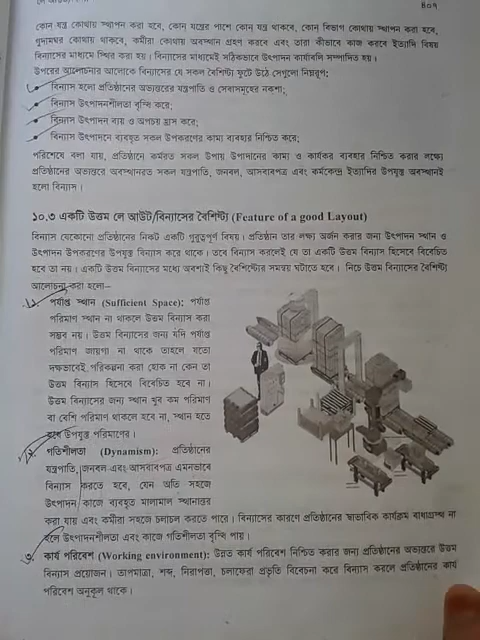 লে আউট/বিন্যাস
৪০৭
কোন যন্ত্র কোথায় স্থাপন করা হবে, কোন যন্ত্রের পাশে কোন যন্ত্র থাকবে, কোন বিভাগ কোথায় স্থাপন করা হবে,
গুদামঘর কোথায় থাকবে, কর্মীরা কোথায় অবস্থান গ্রহণ করবে এবং তারা কীভাবে কাজ করবে ইত্যাদি বিষয়
বিন্যাসের মাধ্যমে স্থির করা হয়। বিন্যাসের মাধ্যমেই সঠিকভাবে উৎপাদন কার্যাবলি সম্পাদিত হয়।
উপরের আলোচনার আলোকে বিন্যাসের যে সকল বৈশিষ্ট্য ফুটে উঠে সেগুলো নিম্নরূপ:
বিন্যাস হলো প্রতিষ্ঠানের অভ্যন্তরের যন্ত্রপাতি ও সেবাসমূহের নকশা;
বিন্যাস উৎপাদনশীলতা বৃদ্ধি করে;
বিন্যাস উৎপাদন ব্যয় ও অপচয় হ্রাস করে;
বিন্যাস উৎপাদনে ব্যবহৃত সকল উপকরণের কাম্য ব্যবহার নিশ্চিত করে;
পরিশেষে বলা যায়, প্রতিষ্ঠানে কর্মরত সকল উপায় উপাদানের কাম্য ও কার্যকর ব্যবহার নিশ্চিত করার লক্ষ্যে
প্রতিষ্ঠানের অভ্যন্তরে অবস্থানরত সকল যন্ত্রপাতি, জনবল, আসবাবপত্র এবং কর্মকেন্দ্র ইত্যাদির উপযুক্ত অবস্থানই
হলো বিন্যাস।
১০.৩ একটি উত্তম লে আউট/বিন্যাসের বৈশিষ্ট্য (Feature of a good Layout)
বিন্যাস যেকোনো প্রতিষ্ঠানের নিকট একটি গুরুত্বপূর্ণ বিষয়। প্রতিষ্ঠান তার লক্ষ্য অর্জন করার জন্য উৎপাদন স্থান ও
উৎপাদন উপকরণের উপযুক্ত বিন্যাস করে থাকে। তবে বিন্যাস করলেই যে তা একটি উত্তম বিন্যাস হিসেবে বিবেচিত
হবে তা নয়। একটি উত্তম বিন্যাসের মধ্যে অবশ্যই কিছু বৈশিষ্ট্যের সমন্বয় ঘটাতে হবে। নিচে উত্তম বিন্যাসের বৈশিষ্ট্য
আলোচনা করা হলো–
১. পর্যাপ্ত স্থান (Sufficient Space): পর্যাপ্ত
পরিমাণ স্থান না থাকলে উত্তম বিন্যাস করা
সম্ভব নয়। উত্তম বিন্যাসের জন্য যদি পর্যাপ্ত
পরিমাণ জায়গা না থাকে তাহলে যতো
দক্ষভাবেই পরিকল্পনা করা হোক না কেন তা
উত্তম বিন্যাস হিসেবে বিবেচিত হবে না।
উত্তম বিন্যাসের জন্য স্থান খুব কম পরিমাণ
বা বেশি পরিমাণ থাকলে হবে না, স্থান হতে
হবে উপযুক্ত পরিমাণের।
২. গতিশীলতা (Dynamism): প্রতিষ্ঠানের
যন্ত্রপাতি, জনবল এবং আসবাবপত্র এমনভাবে
বিন্যাস করতে হবে, যেন অতি সহজে
উৎপাদন কাজে ব্যবহৃত মালামাল স্থানান্তর
করা যায় এবং কর্মীরা সহজে চলাচল করতে পারে। বিন্যাসের কারণে প্রতিষ্ঠানের স্বাভাবিক কার্যক্রম বাধাগ্রস্থ না
হলে উৎপাদনশীলতা এবং কাজে গতিশীলতা বৃদ্ধি পায়।
৩. কার্য পরিবেশ (Working environment): উন্নত কার্য পরিবেশ নিশ্চিত করার জন্য প্রতিষ্ঠানের অভ্যন্তরে উত্তম
বিন্যাস প্রয়োজন। তাপমাত্রা, শব্দ, নিরাপত্তা, চলাফেরা প্রভৃতি বিবেচনা করে বিন্যাস করলে প্রতিষ্ঠানের কার্য
পরিবেশ অনুকূল থাকে।